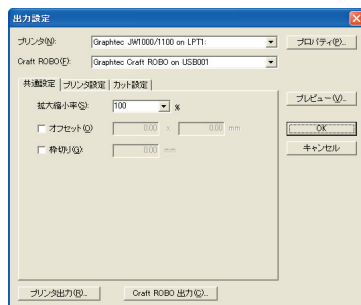 出力設定
プリンタ(N): Graphtec JW1000/1100 on LPT1: プロパティ(P)...
Craft ROBO(F): Graphtec Craft ROBO on USB001
共通設定 プリンタ設定 カット設定
拡大縮小率(S): 100 % プレビュー(V)...
オフセット(O) 0.00 x 0.00 mm OK
枠切り(G): 0.00 mm キャンセル
プリンタ出力(R)... Craft ROBO 出力(C)...